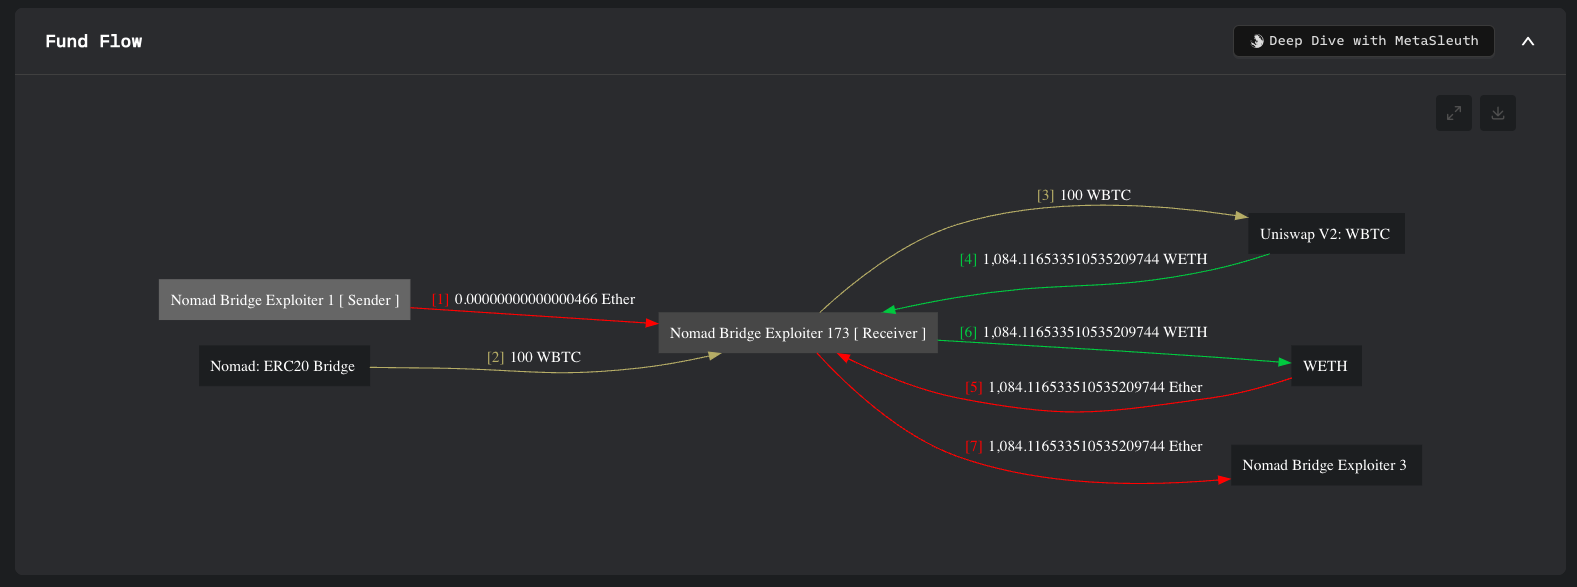 Fund Flow
Deep Dive with MetaSleuth
[3] 100 WBTC
Uniswap V2: WBTC
[4] 1,084.116533510535209744 WETH
Nomad Bridge Exploiter 1 [ Sender ]
[1] 0.00000000000000466 Ether
Nomad Bridge Exploiter 173 [ Receiver ]
[6] 1,084.116533510535209744 WETH
Nomad: ERC20 Bridge
[2] 100 WBTC
WETH
[5] 1,084.116533510535209744 Ether
[7] 1,084.116533510535209744 Ether
Nomad Bridge Exploiter 3